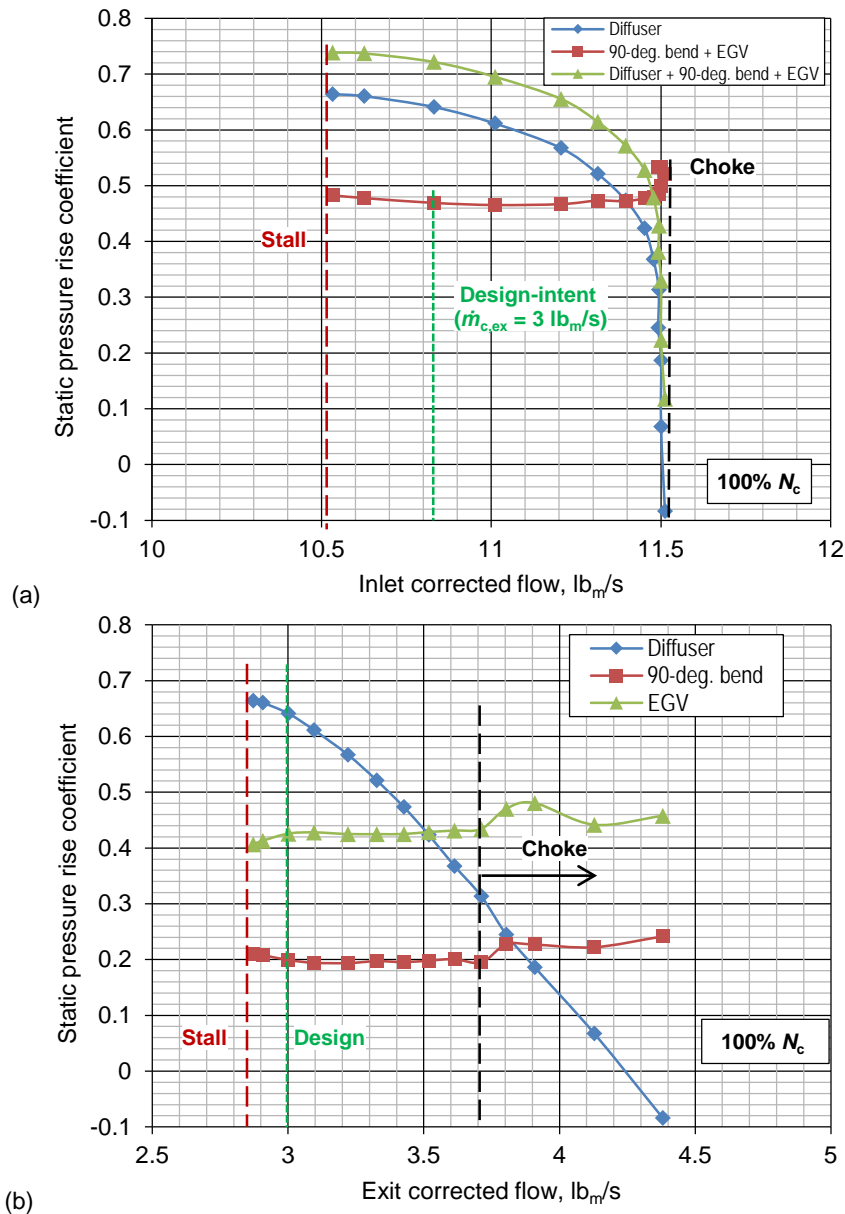 0.8
0.7
0.6
0.5
0.4
0.3
0.2
0.1
0
-0.1
Static pressure rise coefficient
Diffuser
90-deg. bend + EGV
Diffuser + 90-deg. bend + EGV
Choke
Stall
Design-intent
(ṁc,ex = 3 lbm/s)
100% Nc
10
10.5
11
11.5
12
Inlet corrected flow, lbm/s
(a)
0.8
0.7
0.6
0.5
0.4
0.3
0.2
0.1
0
-0.1
Static pressure rise coefficient
Diffuser
90-deg. bend
EGV
Choke
Stall
Design
100% Nc
2.5
3
3.5
4
4.5
5
Exit corrected flow, lbm/s
(b)